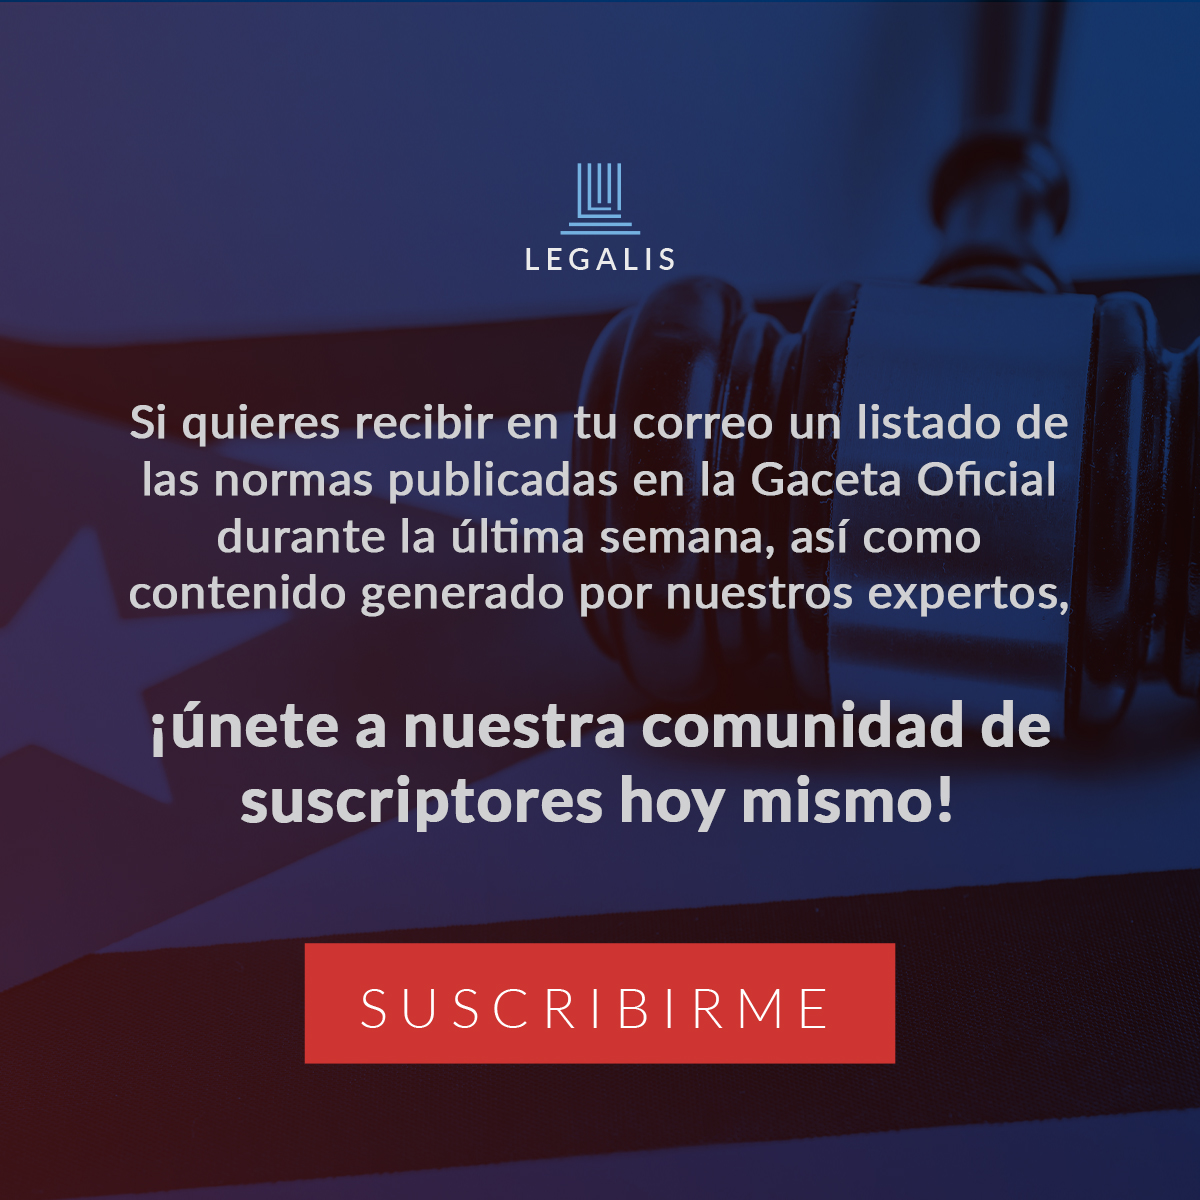 LEGALIS
Si quieres recibir en tu correo un listado de
las normas publicadas en la Gaceta Oficial
durante la última semana, así como
contenido generado por nuestros expertos,
¡únete a nuestra comunidad de
suscriptores hoy mismo!
SUSCRIBIRME